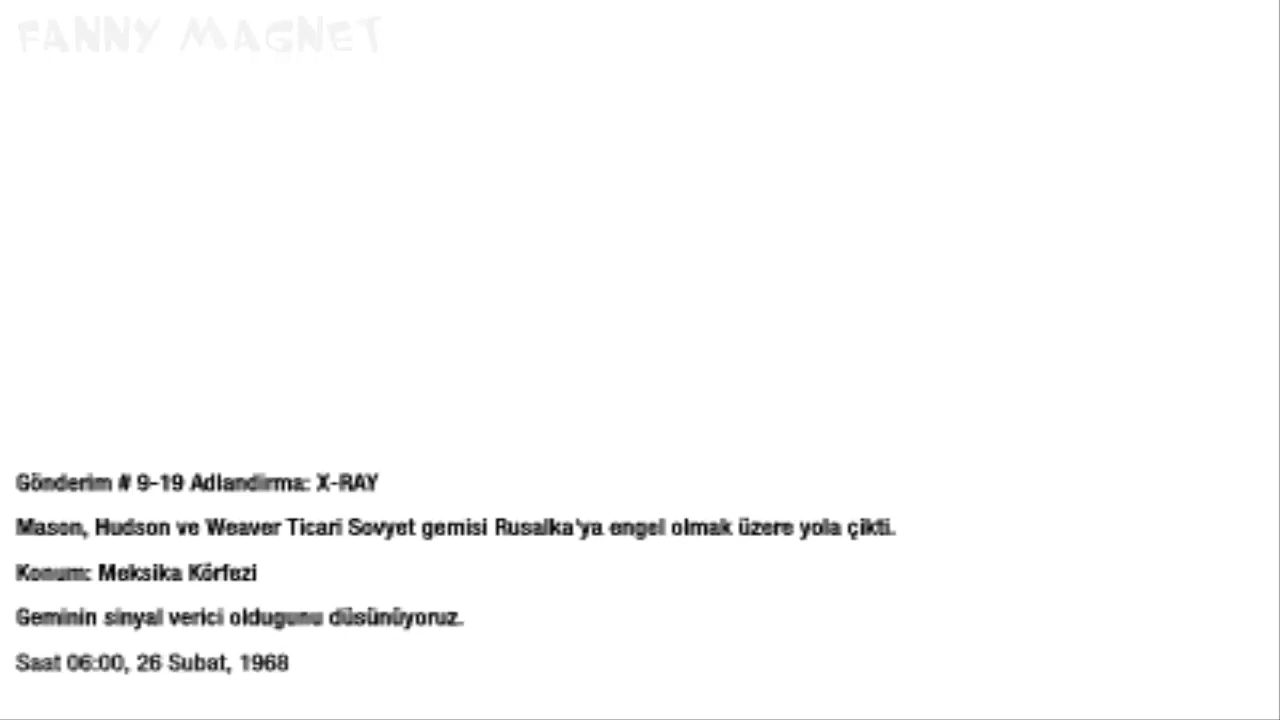 FANNY MAGNET
Gönderim # 9-19 Adlandirma: X-RAY
Mason, Hudson ve Weaver Ticari Sovyet gemisi Rusalka'ya engel olmak üzere yola çikti.
Konum: Meksika Körfezi
Geminin sinyal verici oldugunu düsünüyoruz.
Saat 06:00, 26 Subat, 1968